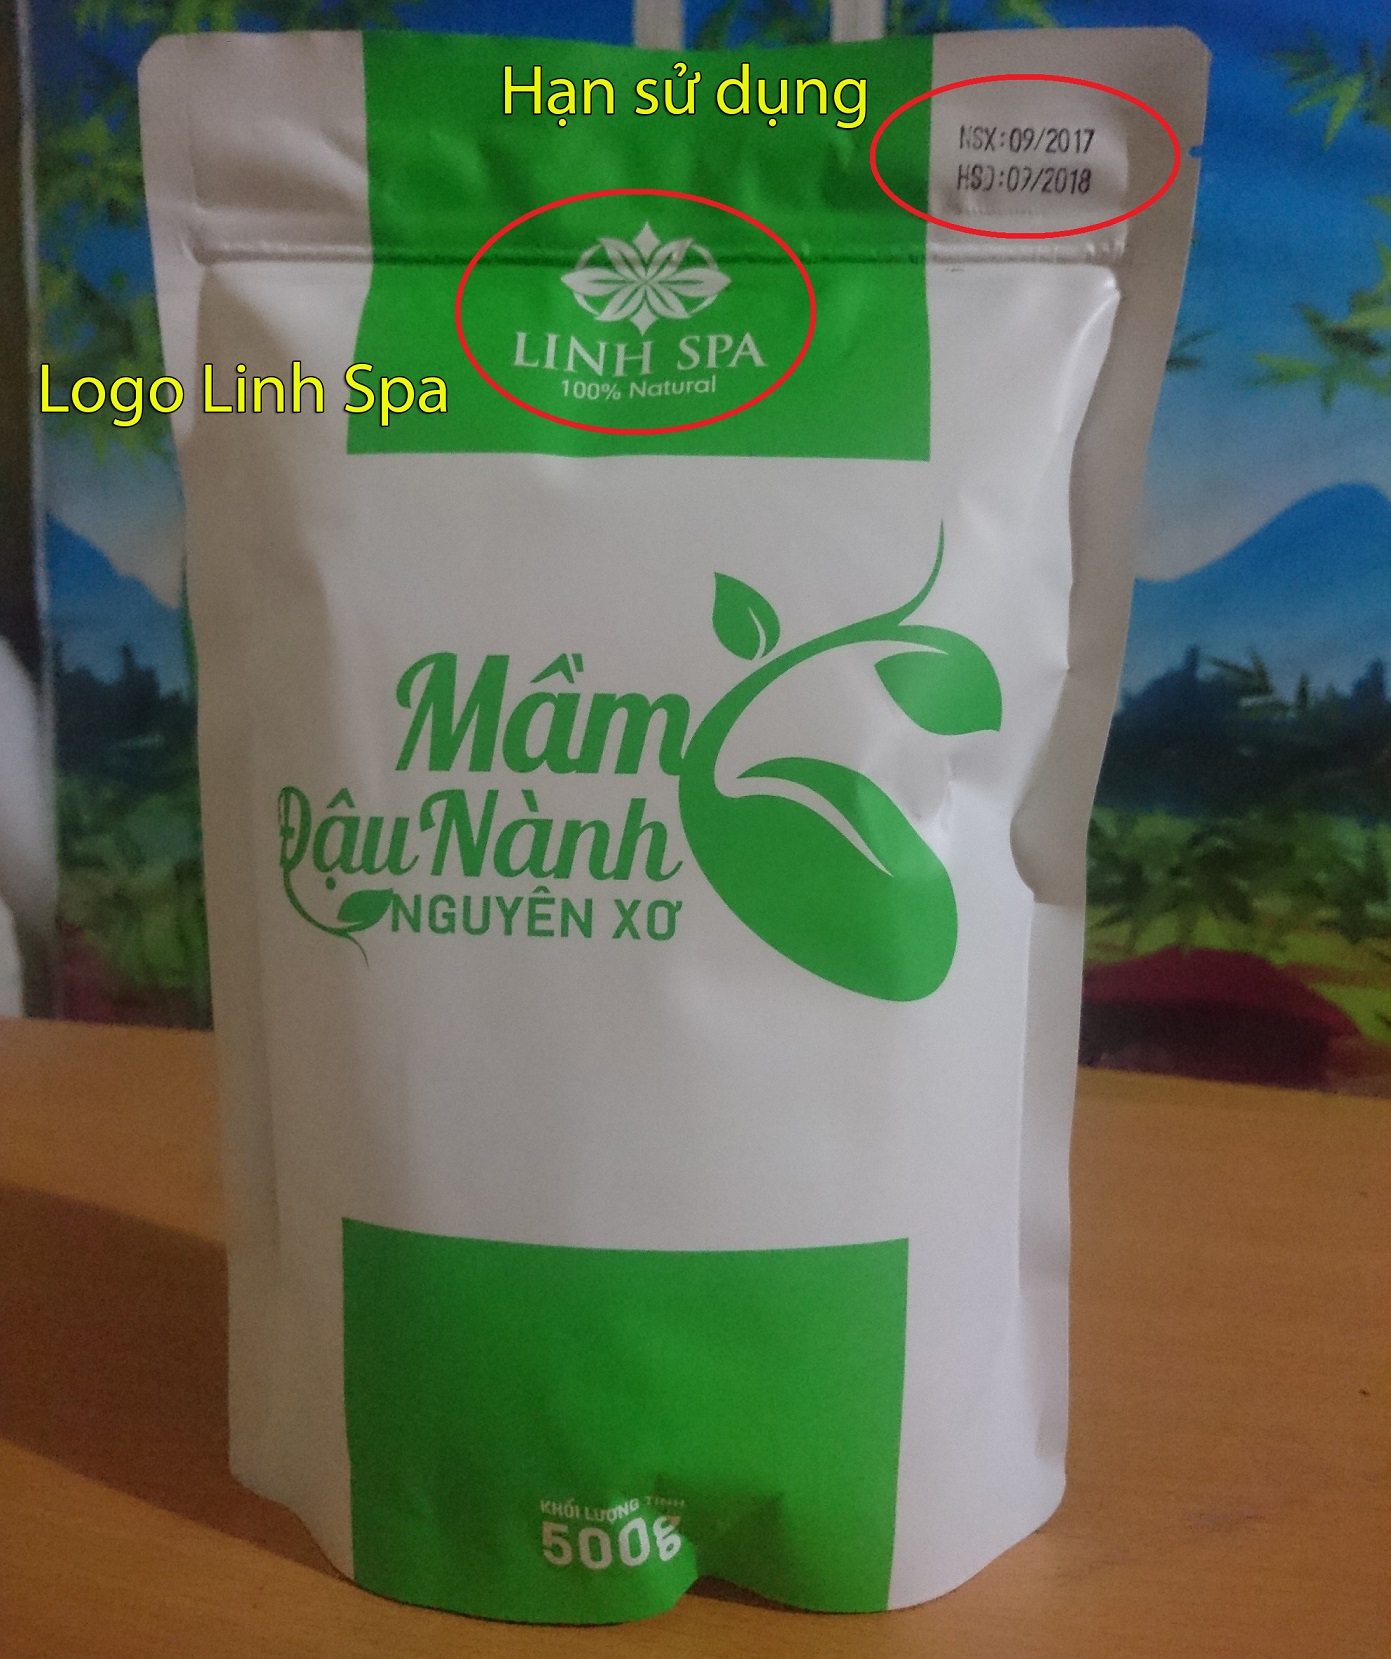 Hạn sử dụng
NSX:09/2017
HSD:09/2018
LINH SPA
100% Natural
Logo Linh Spa
Mầm
Đậu Nành
NGUYÊN XƠ
KHỐI LƯỢNG TỊNH
500g